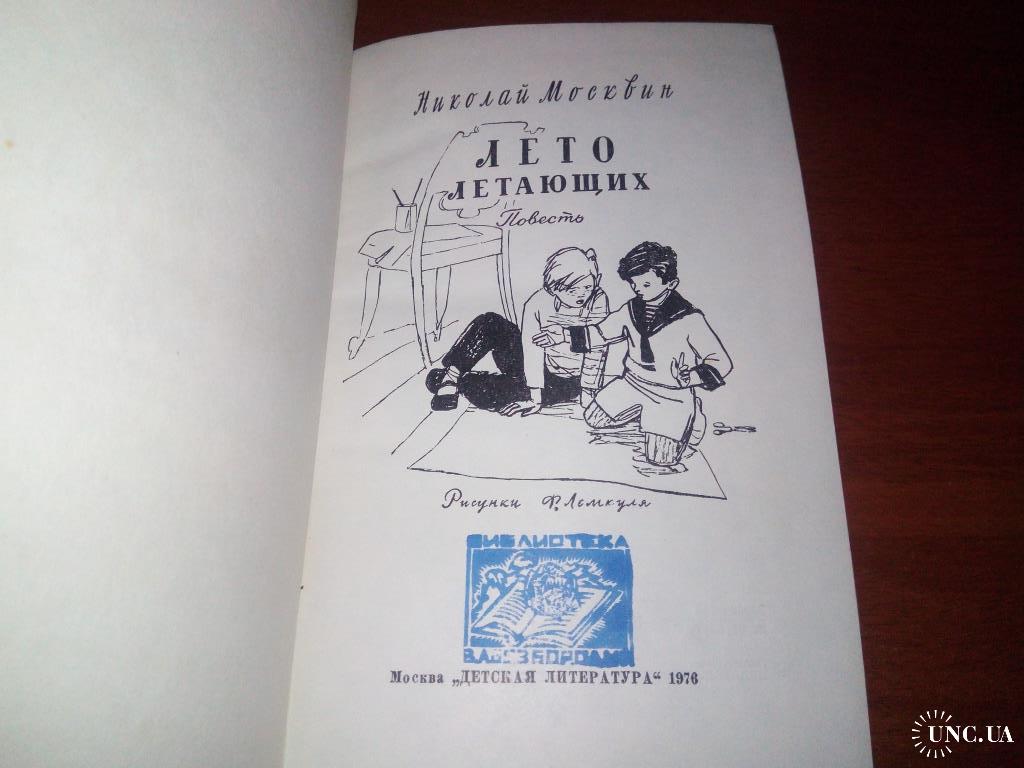 Николай Москвин
ЛЕТО
ЛЕТАЮЩИХ
Повесть
Рисунки Ф. Лемкуля
БИБЛИОТЕКА
Москва „ДЕТСКАЯ ЛИТЕРАТУРА“ 1976
UNC.UA